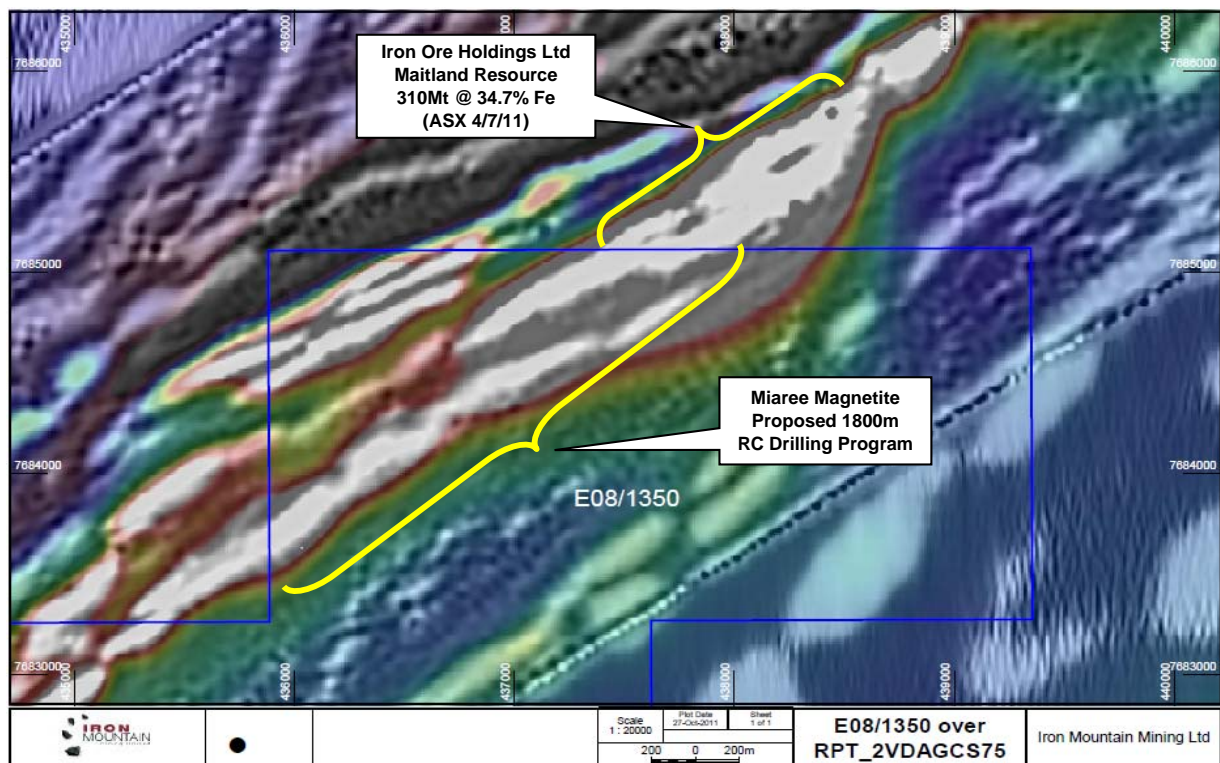 435000
436000
437000
438000
439000
440000
7686000
7686000
Iron Ore Holdings Ltd
Maitland Resource
310Mt @ 34.7% Fe
(ASX 4/7/11)
7685000
7685000
Miaree Magnetite
Proposed 1800m
RC Drilling Program
7684000
7684000
E08/1350
7683000
7683000
435000
436000
437000
438000
439000
440000
IRON
MOUNTAIN
Scale
1 : 20000
Plot Date
27-Oct-2011
Sheet
1 of 1
200 0 200m
E08/1350 over
RPT_2VDAGCS75
Iron Mountain Mining Ltd